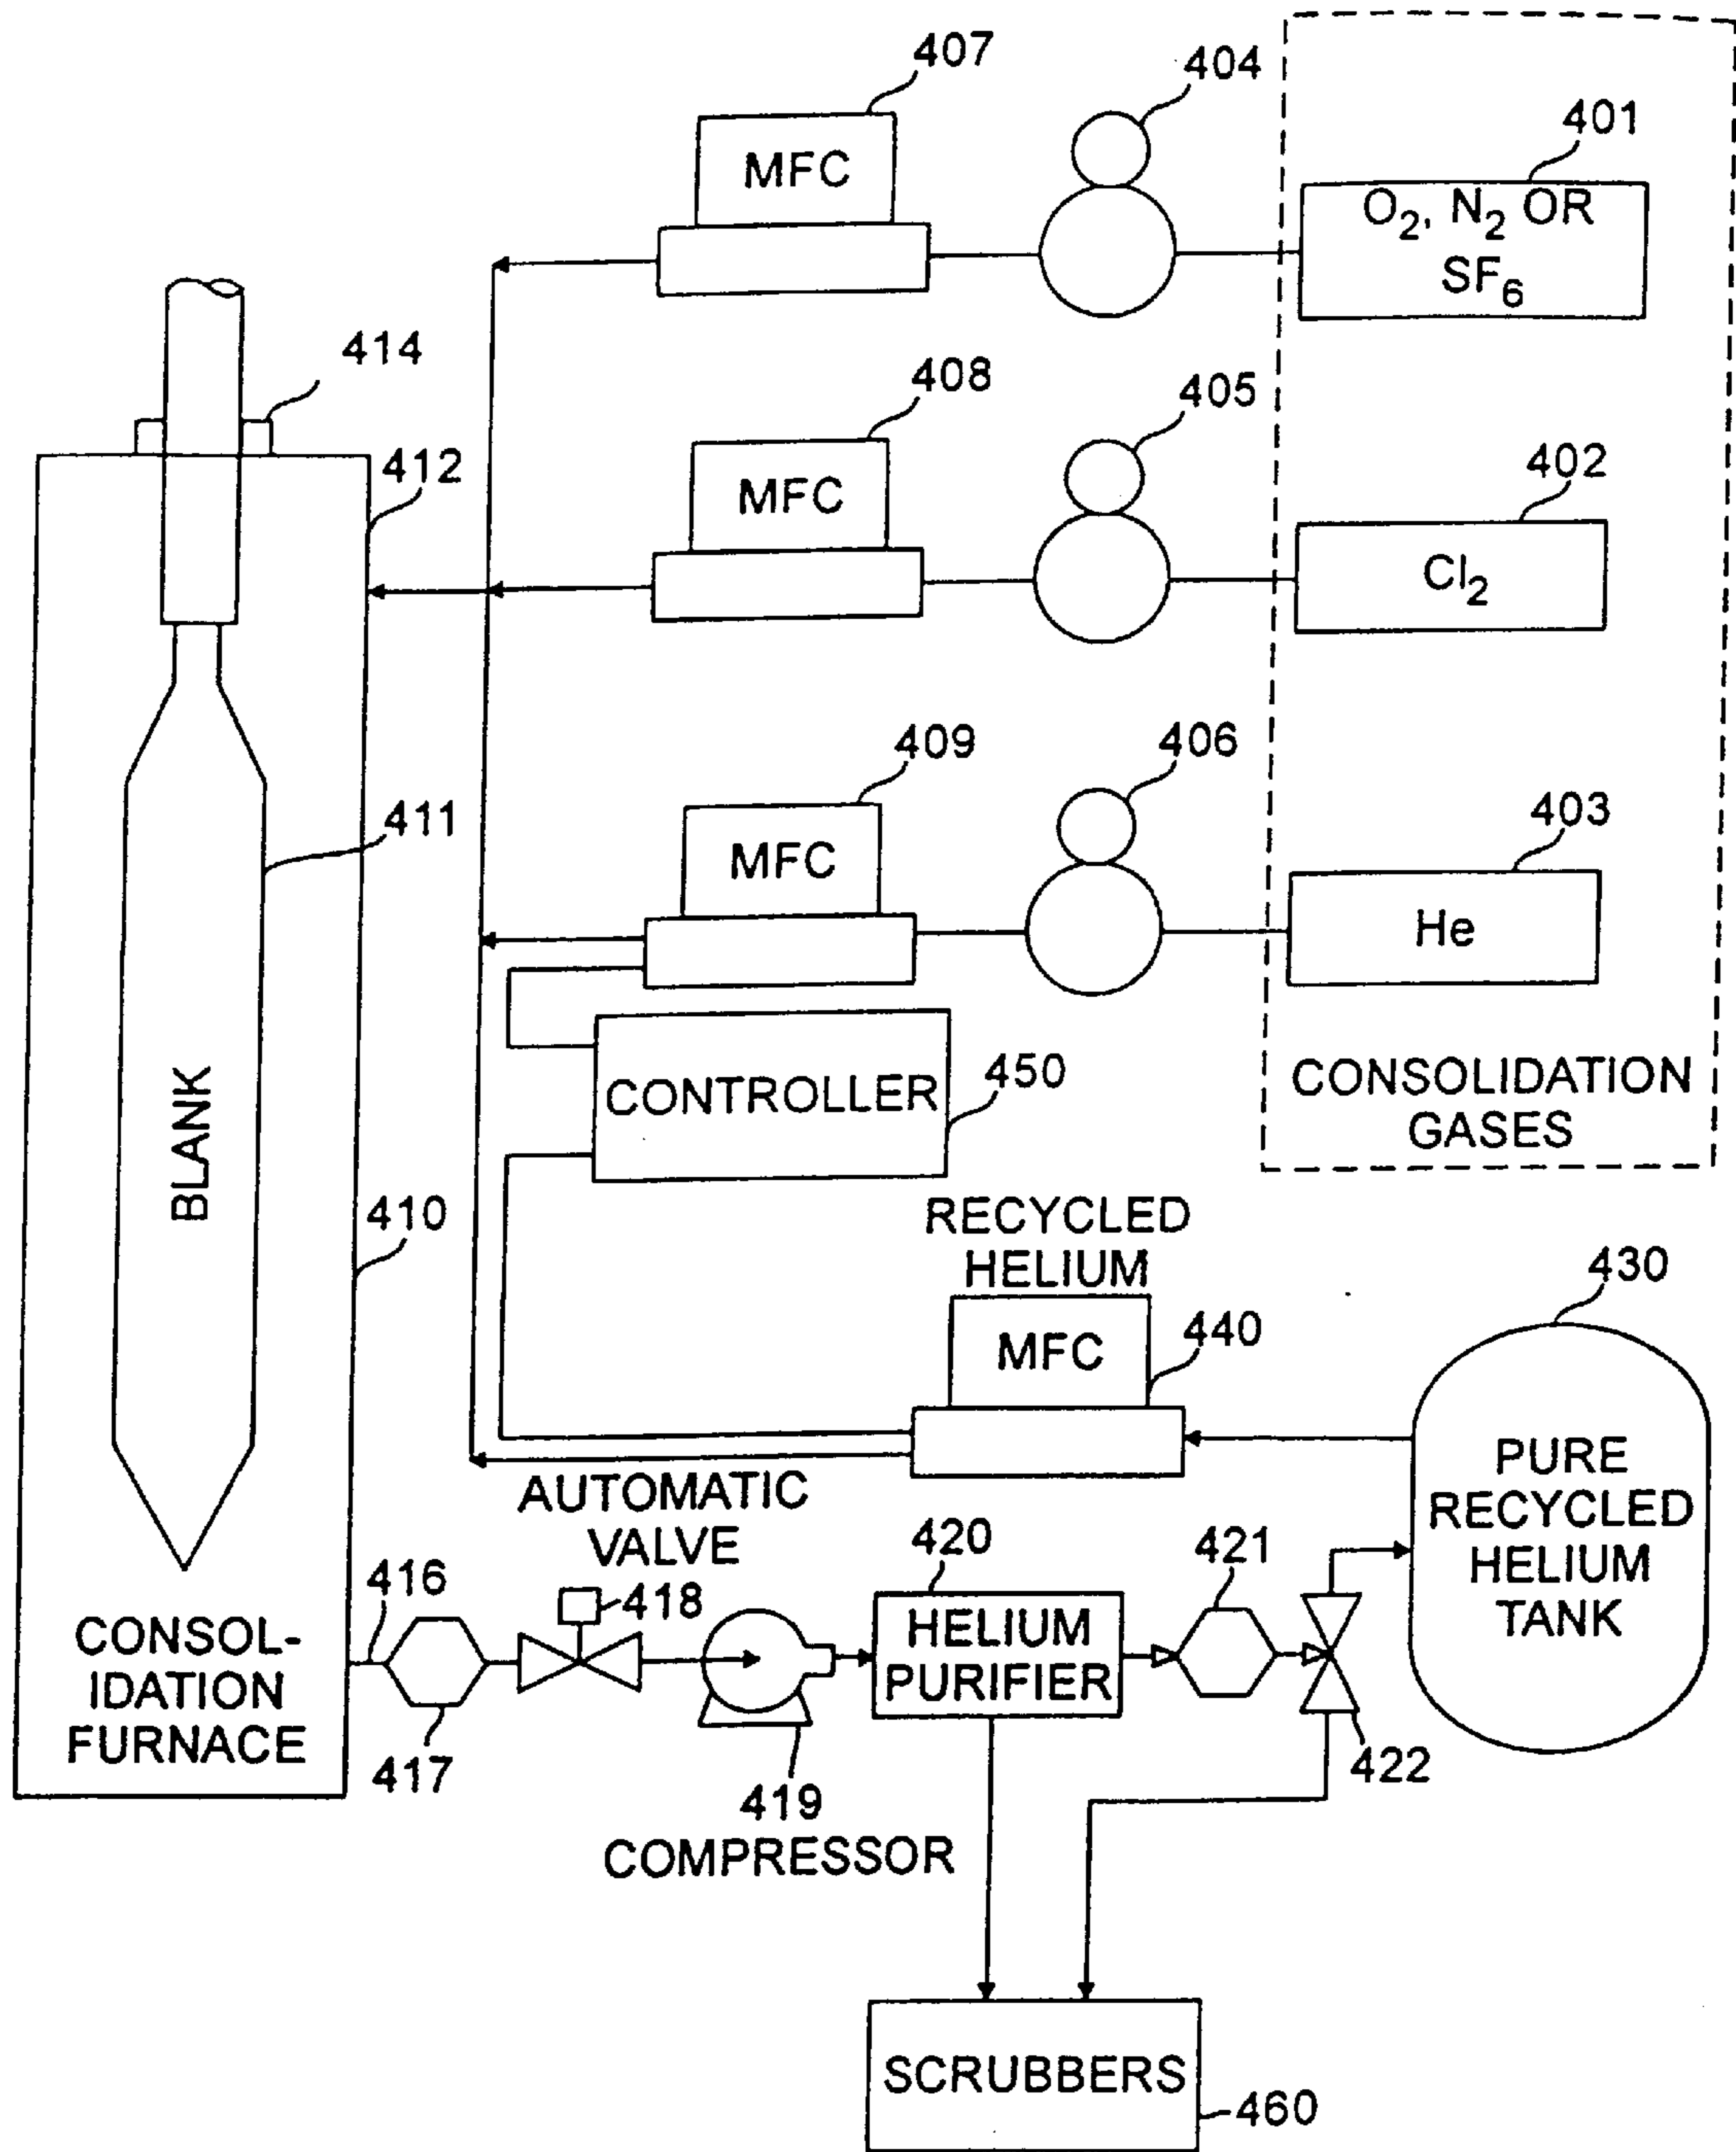 407
404
401
MFC
O2, N2 OR
SF6
414
408
405
412
402
MFC
Cl2
409
406
411
403
MFC
He
CONTROLLER
450
CONSOLIDATION
GASES
BLANK
410
RECYCLED
HELIUM
430
MFC
440
PURE
RECYCLED
HELIUM
TANK
AUTOMATIC
VALVE
416
418
420
421
HELIUM
PURIFIER
CONSOL-
IDATION
FURNACE
417
419
COMPRESSOR
422
SCRUBBERS
460